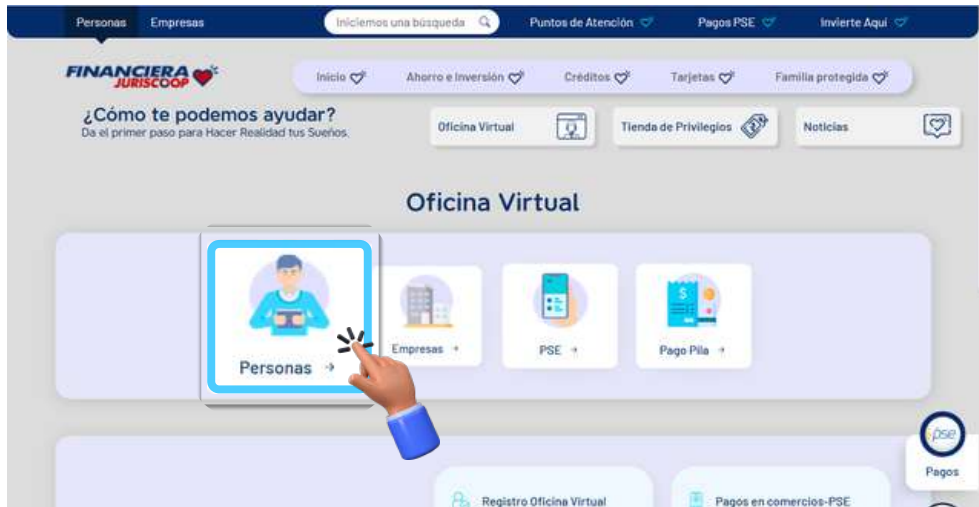 Personas Empresas Iniciemos una búsqueda Puntos de Atención Pagos PSE Invierte Aquí
FINANCIERA
JURISCOOP
Inicio Ahorro e Inversión Créditos Tarjetas Familia protegida
¿Cómo te podemos ayudar?
Da el primer paso para Hacer Realidad tus Sueños.
Oficina Virtual Tienda de Privilegios Noticias
Oficina Virtual
Personas Empresas PSE Pago Pila
pse
Pagos
Registro Oficina Virtual Pagos en comercios-PSE